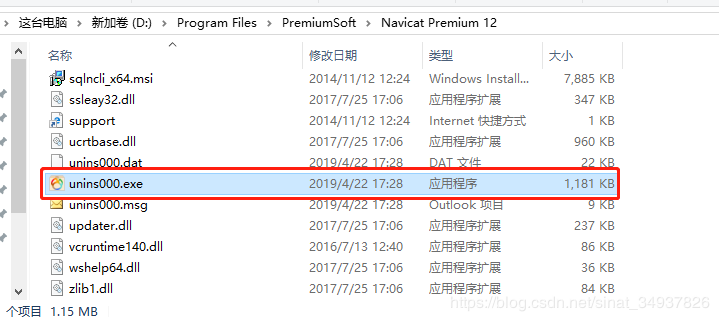 这台电脑 > 新加卷 (D:) > Program Files > PremiumSoft > Navicat Premium 12
名称 修改日期 类型 大小
sqlncli_x64.msi 2014/11/12 12:24 Windows Install... 7,885 KB
ssleay32.dll 2017/7/25 17:06 应用程序扩展 347 KB
support 2014/11/12 12:24 Internet 快捷方式 1 KB
ucrtbase.dll 2017/7/25 17:06 应用程序扩展 960 KB
unins000.dat 2019/4/22 17:28 DAT 文件 22 KB
unins000.exe 2019/4/22 17:28 应用程序 1,181 KB
unins000.msg 2019/4/22 17:28 Outlook 项目 9 KB
updater.dll 2017/7/25 17:06 应用程序扩展 237 KB
vcruntime140.dll 2016/7/13 12:40 应用程序扩展 86 KB
wshelp64.dll 2017/7/25 17:06 应用程序扩展 36 KB
zlib1.dll 2017/7/25 17:06 应用程序扩展 84 KB
个项目 1.15 MB
https://blog.csdn.net/sinat_34937826